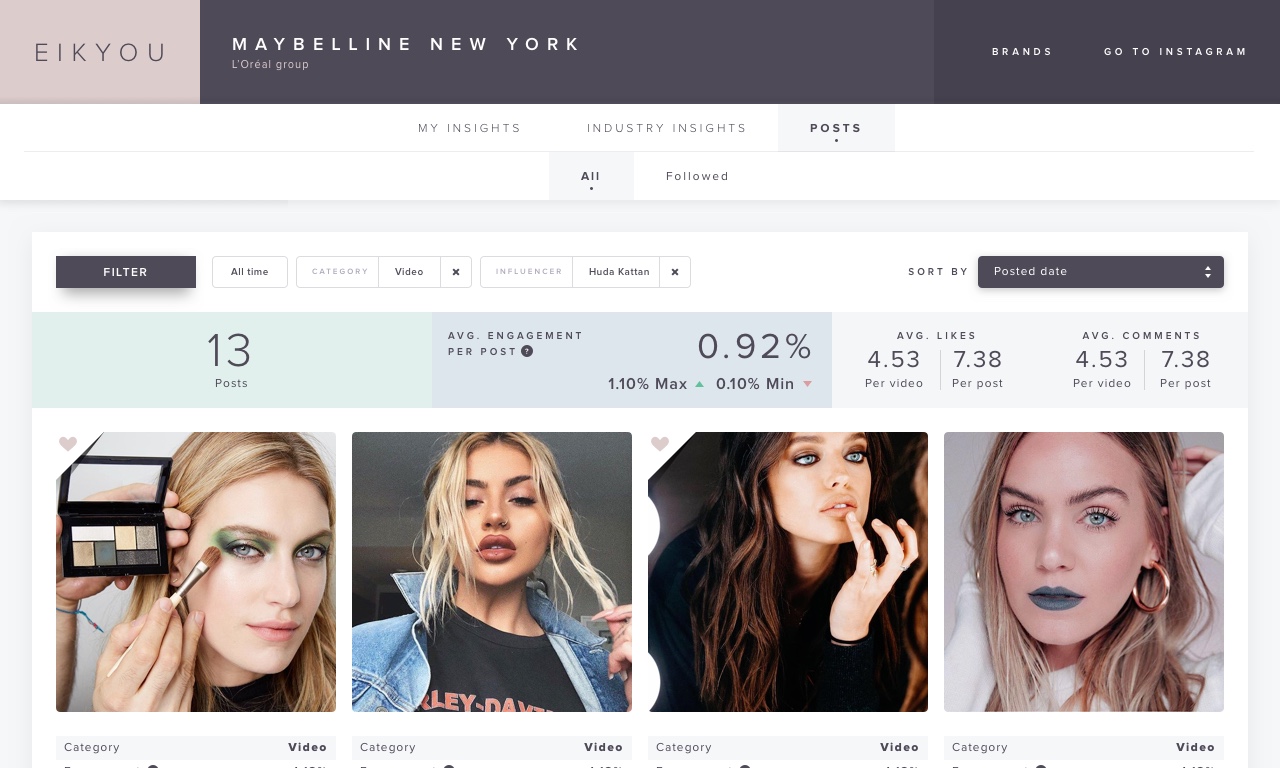 EIKYOU
MAYBELLINE NEW YORK
L'Oréal group
BRANDS
GO TO INSTAGRAM
MY INSIGHTS
INDUSTRY INSIGHTS
POSTS
All
Followed
FILTER
All time
CATEGORY
Video
INFLUENCER
Huda Kattan
SORT BY
Posted date
13
Posts
AVG. ENGAGEMENT
PER POST ?
0.92%
1.10% Max
0.10% Min
AVG. LIKES
4.53
Per video
7.38
Per post
AVG. COMMENTS
4.53
Per video
7.38
Per post
Category Video
Category Video
Category Video
Category Video